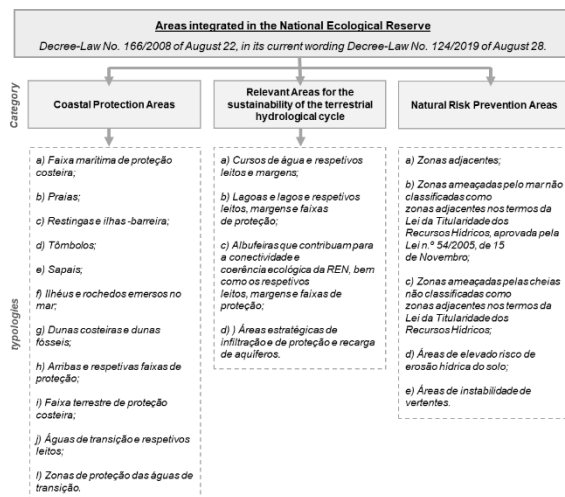 Areas integrated in the National Ecological Reserve
Decree-Law No. 166/2008 of August 22, in its current wording Decree-Law No. 124/2019 of August 28.
Category
Coastal Protection Areas
Relevant Areas for the
sustainability of the terrestrial
hydrological cycle
Natural Risk Prevention Areas
typologies
a) Faixa marítima de proteção
costeira;
b) Praias;
c) Restingas e ilhas -barreira;
d) Tômbolos;
e) Sapais;
f) Ilhéus e rochedos emersos no
mar;
g) Dunas costeiras e dunas
fósseis;
h) Arribas e respetivas faixas de
proteção;
i) Faixa terrestre de proteção
costeira;
j) Águas de transição e respetivos
leitos;
l) Zonas de proteção das águas de
transição.
a) Cursos de água e respetivos
leitos e margens;
b) Lagoas e lagos e respetivos
leitos, margens e faixas
de proteção;
c) Albufeiras que contribuam para
a conectividade e
coerência ecológica da REN, bem
como os respetivos
leitos, margens e faixas de
proteção;
d) ) Áreas estratégicas de
infiltração e de proteção e recarga
de aquíferos.
a) Zonas adjacentes;
b) Zonas ameaçadas pelo mar não
classificadas como
zonas adjacentes nos termos da
Lei da Titularidade dos
Recursos Hídricos, aprovada pela
Lei n.º 54/2005, de 15
de Novembro;
c) Zonas ameaçadas pelas cheias
não classificadas como
zonas adjacentes nos termos da
Lei da Titularidade dos
Recursos Hídricos;
d) Áreas de elevado risco de
erosão hídrica do solo;
e) Áreas de instabilidade de
vertentes.